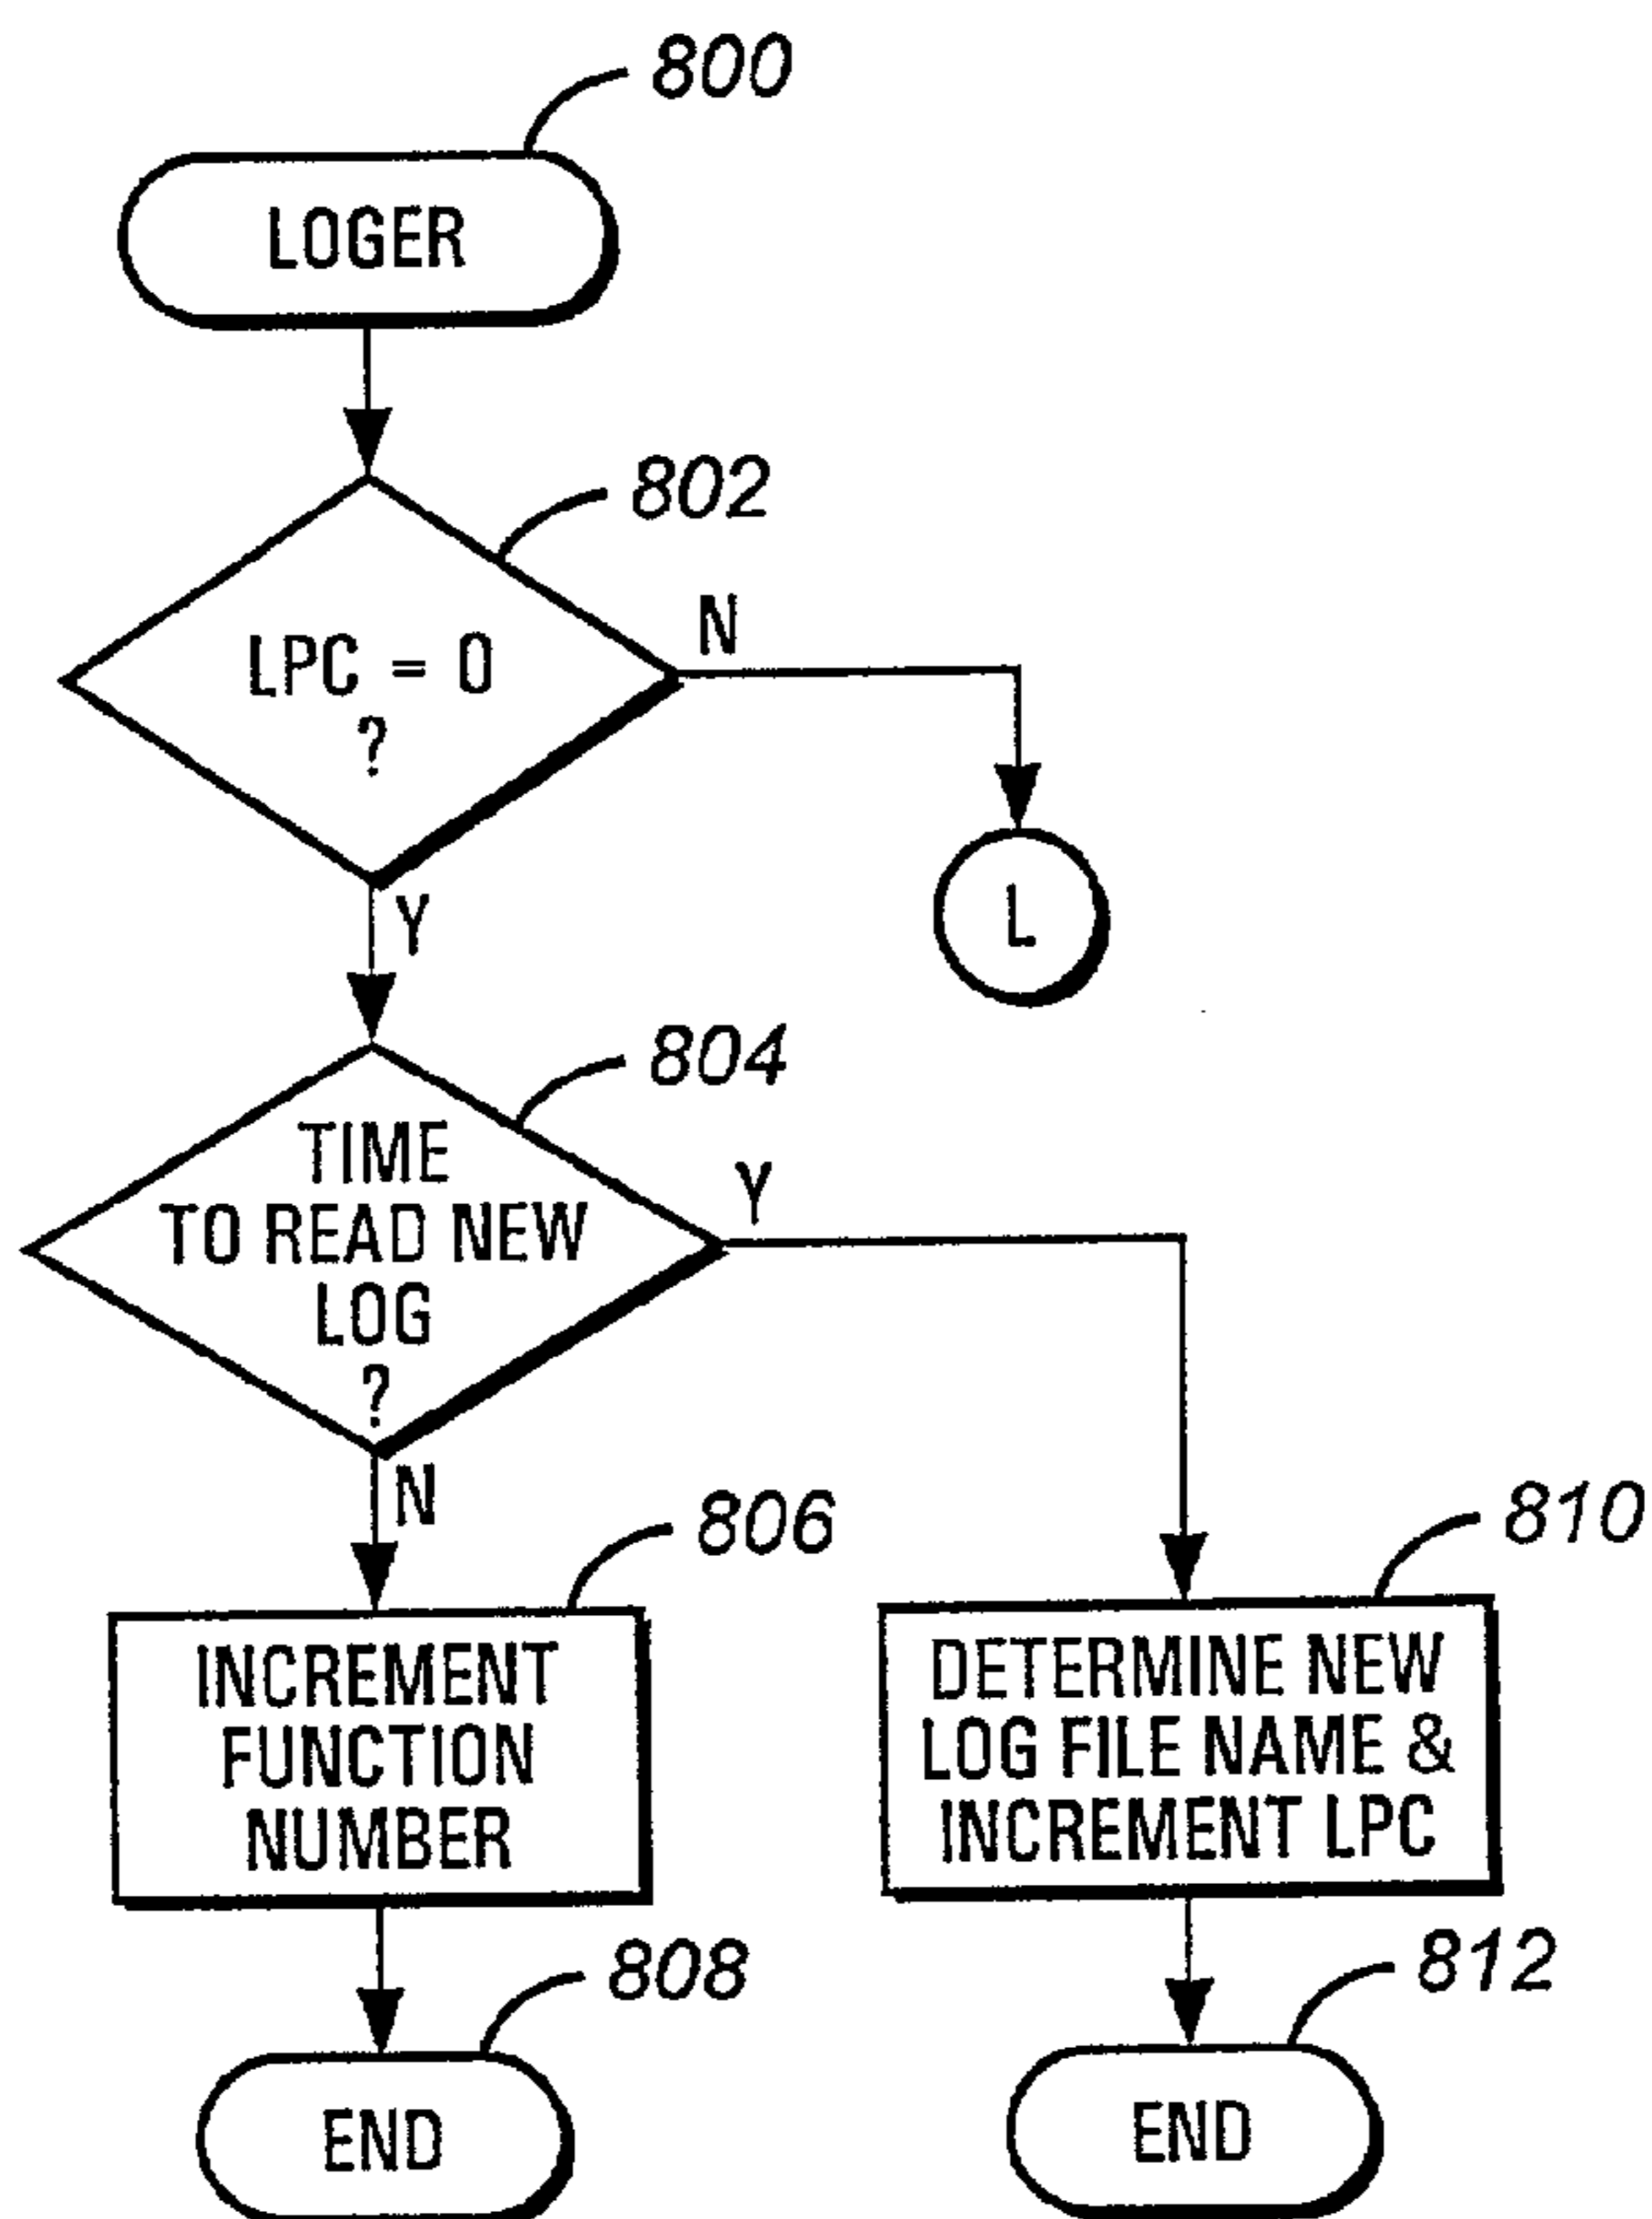 800
LOGER
802
LPC = 0
?
N
Y
L
804
TIME
TO READ NEW
LOG
?
Y
N
806
INCREMENT
FUNCTION
NUMBER
810
DETERMINE NEW
LOG FILE NAME &
INCREMENT LPC
808
END
812
END